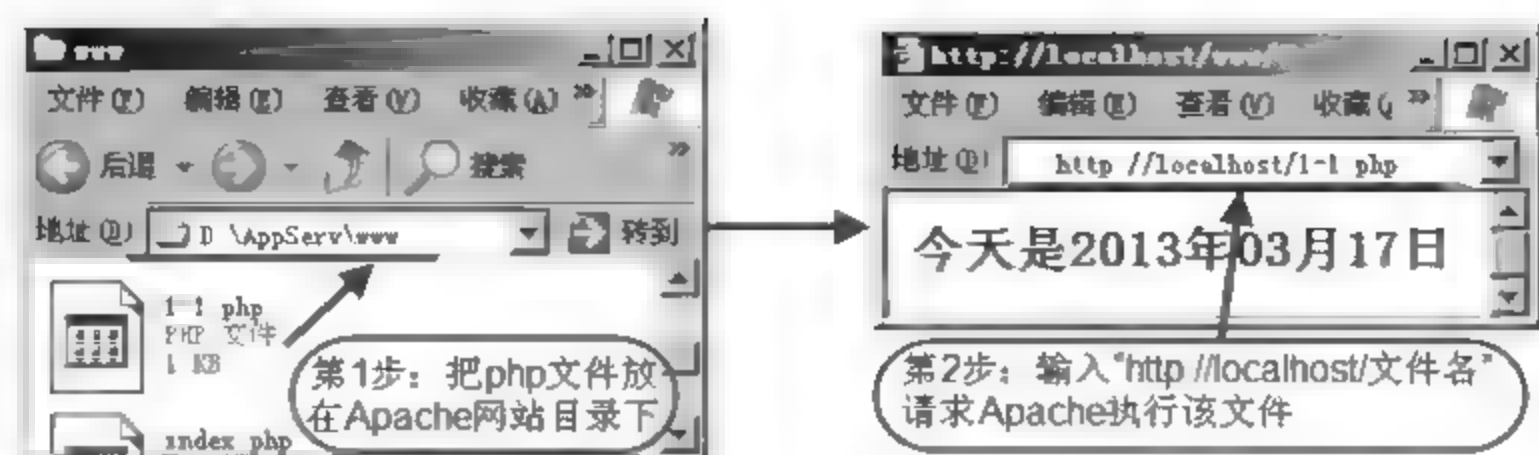 www
文件(F) 编辑(E) 查看(V) 收藏(A) »
后退 搜索 »
地址(D) D \AppServ\www 转到
1-1 php
PHP 文件
1 KB
第1步：把php文件放
在Apache网站目录下
index php
http://localhost/www/
文件(F) 编辑(E) 查看(V) 收藏( »
地址(D) http //localhost/1-1 php
今天是2013年03月17日
第2步：输入"http //localhost/文件名"
请求Apache执行该文件